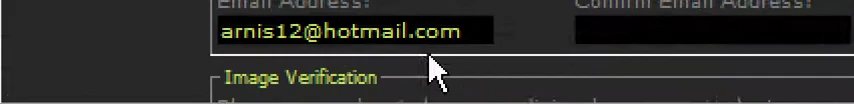 Email Address: Confirm Email Address:
arnis12@hotmail.com
Image Verification